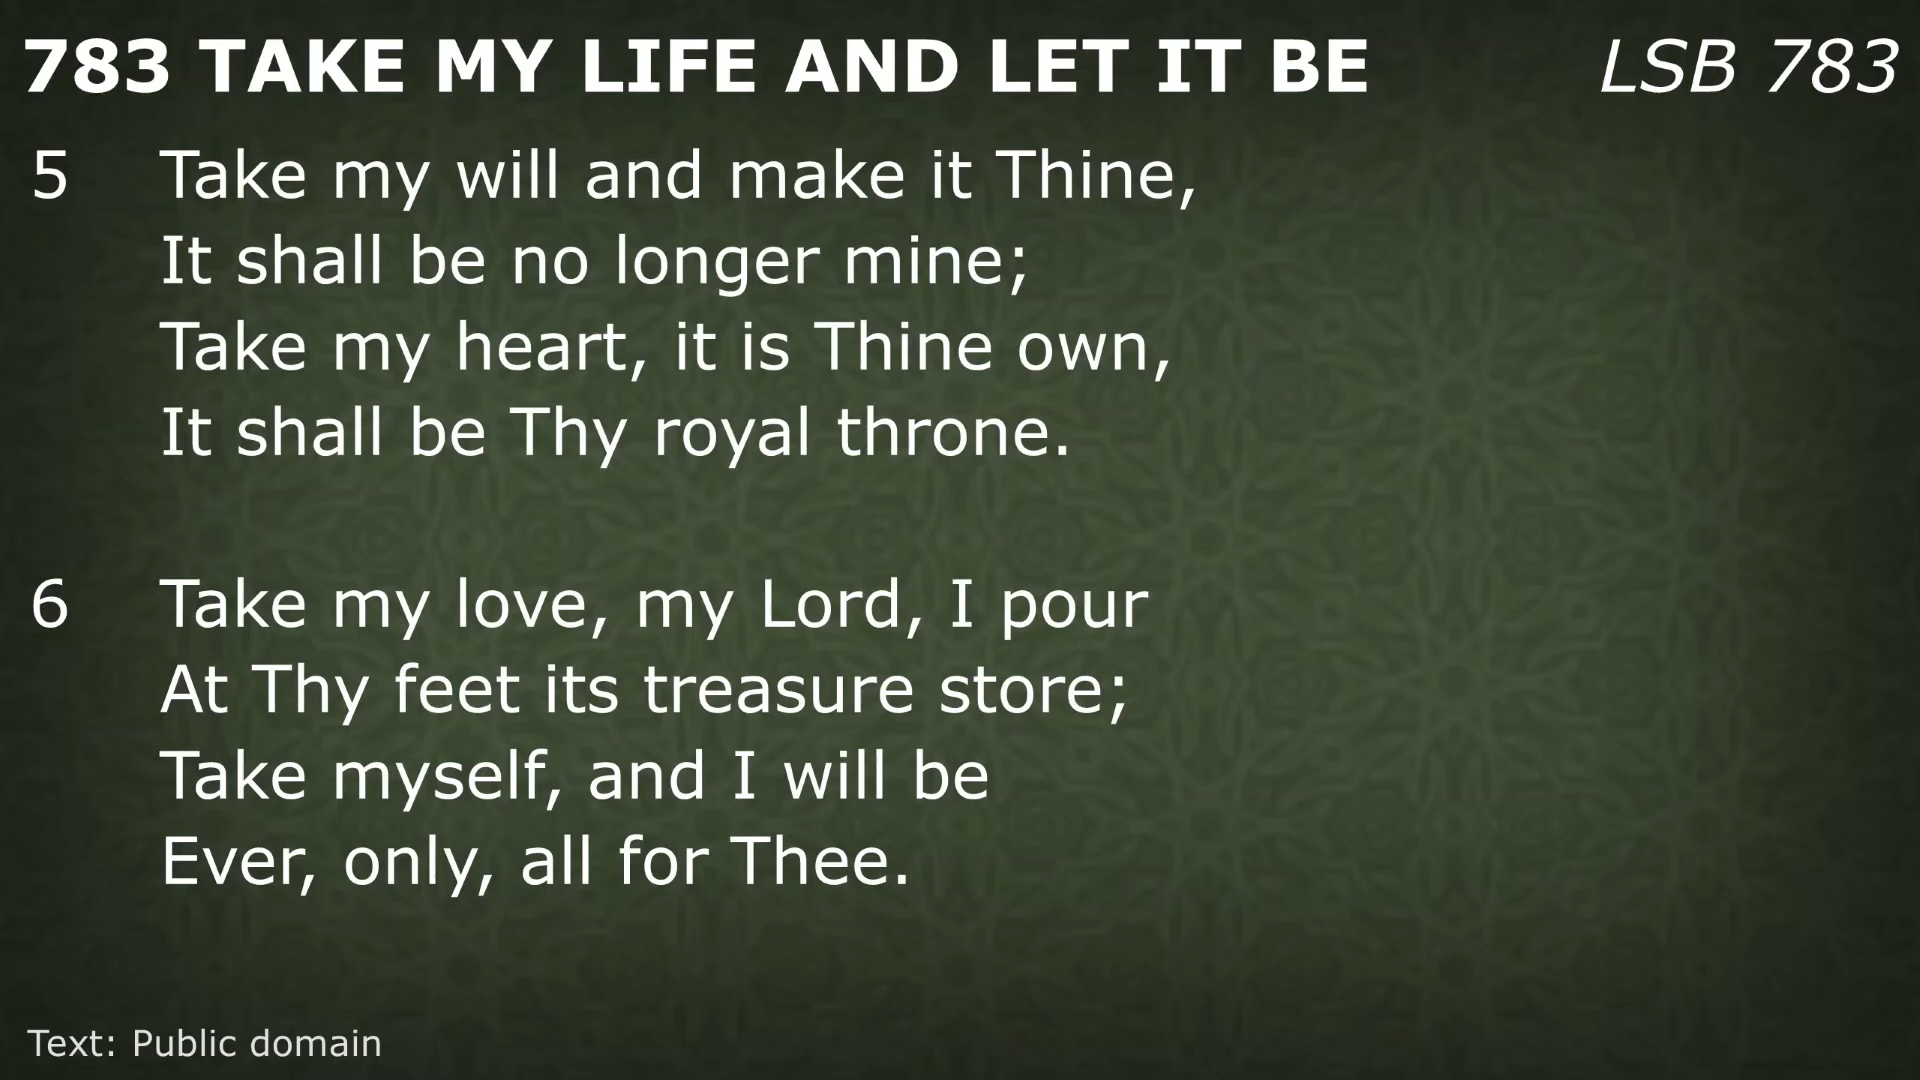 783 TAKE MY LIFE AND LET IT BE LSB 783
5 Take my will and make it Thine,
It shall be no longer mine;
Take my heart, it is Thine own,
It shall be Thy royal throne.
6 Take my love, my Lord, I pour
At Thy feet its treasure store;
Take myself, and I will be
Ever, only, all for Thee.
Text: Public domain